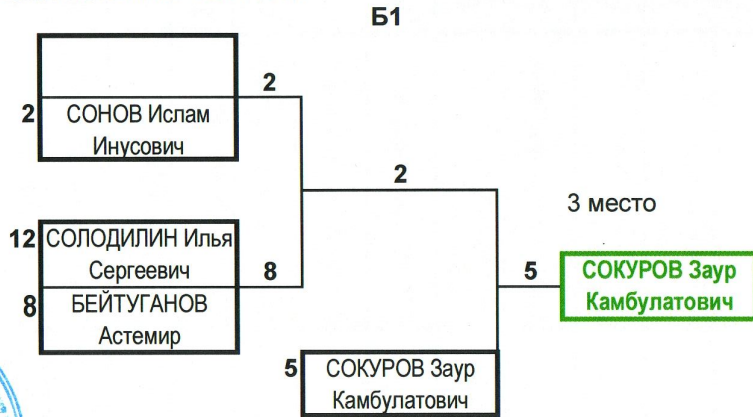 Б1
2
2 СОНОВ Ислам
Инусович
2
3 место
12 СОЛОДИЛИН Илья
Сергеевич
8
5
СОКУРОВ Заур
Камбулатович
8 БЕЙТУГАНОВ
Астемир
5 СОКУРОВ Заур
Камбулатович